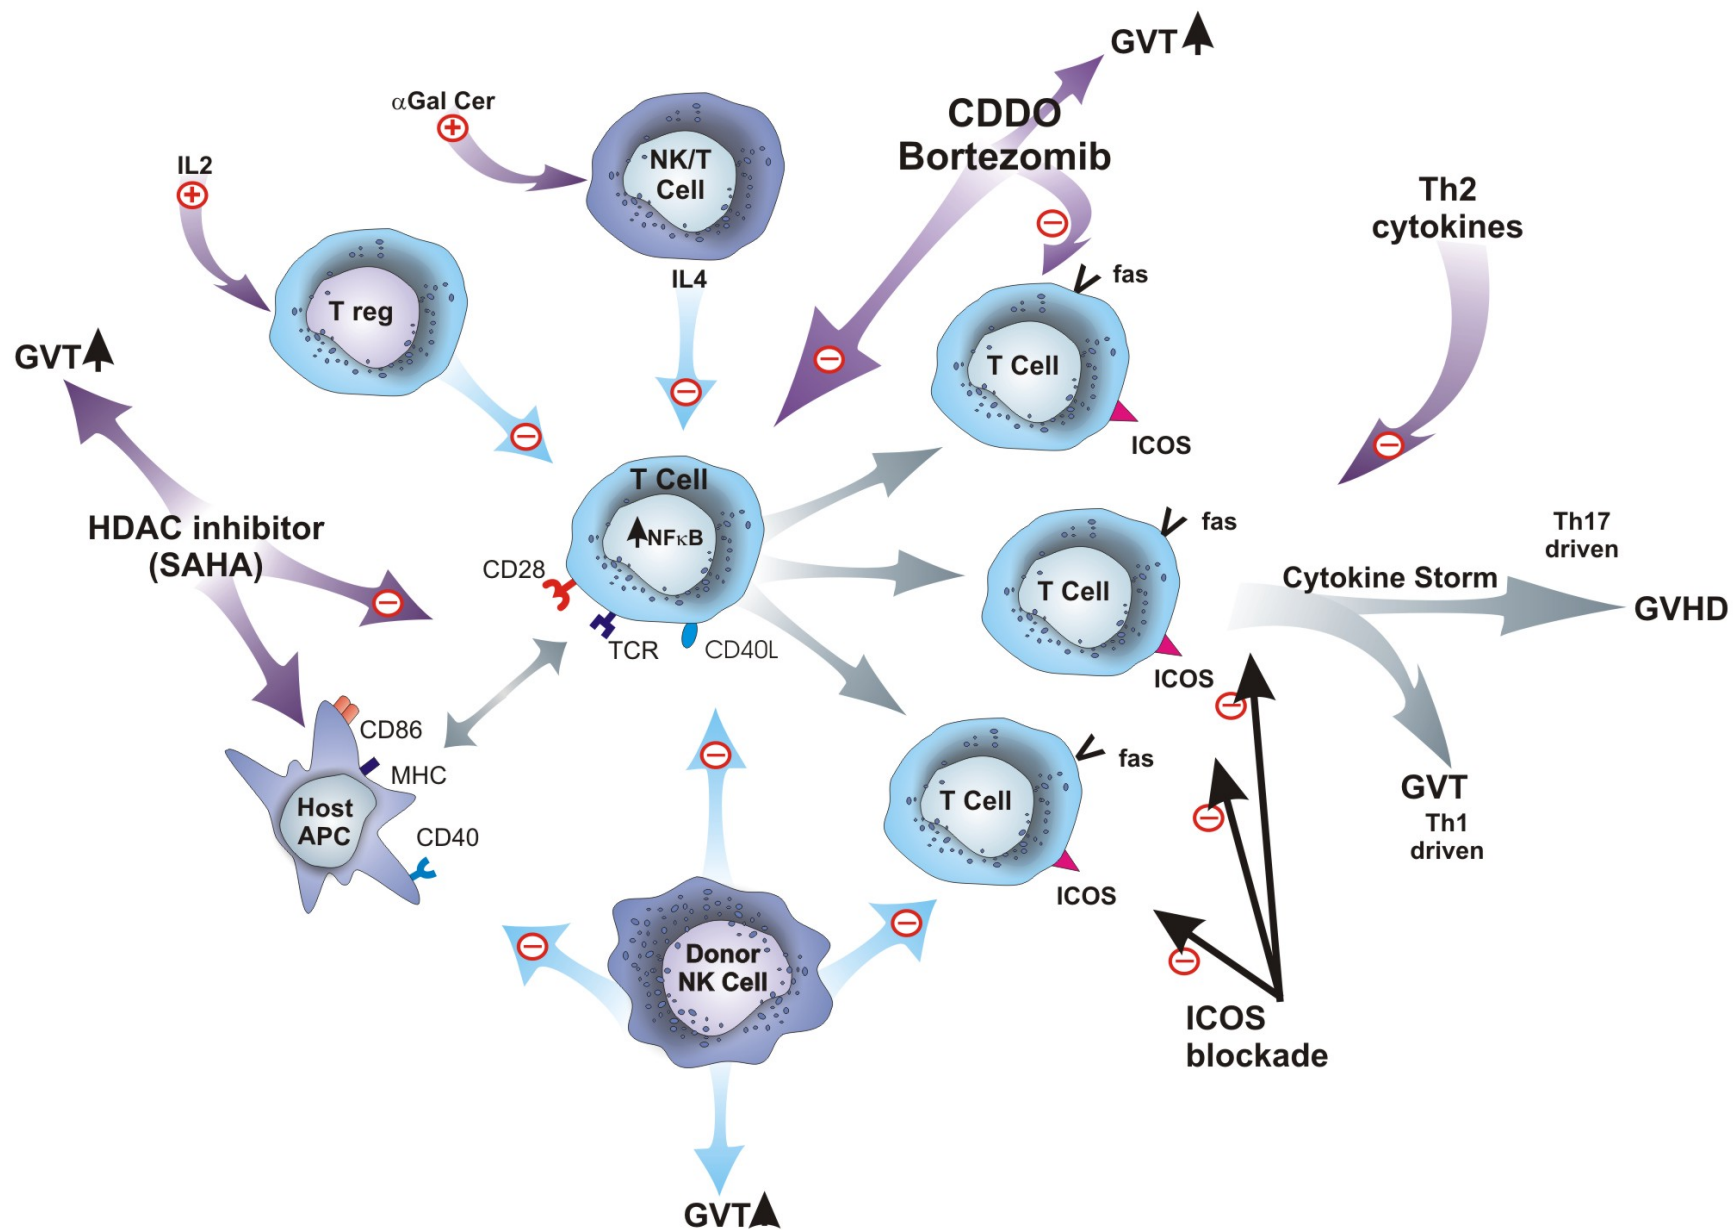 GVT
αGal Cer
CDDO
Bortezomib
IL2
NK/T
Cell
Th2
cytokines
IL4
fas
T reg
GVT
T Cell
ICOS
T Cell
NFκB
HDAC inhibitor
(SAHA)
CD28
TCR
CD40L
fas
T Cell
ICOS
Th17
driven
Cytokine Storm
GVHD
CD86
MHC
Host
APC
CD40
fas
T Cell
ICOS
GVT
Th1
driven
Donor
NK Cell
ICOS
blockade
GVT